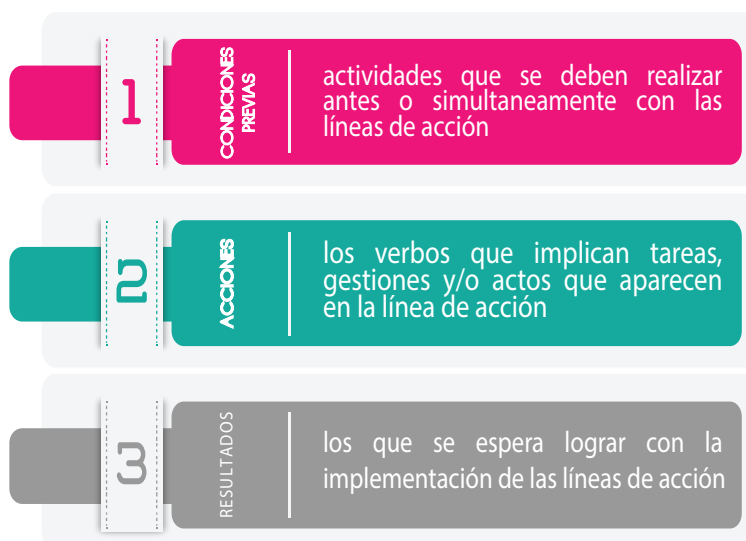 1
CONDICIONES
PREVIAS
actividades que se deben realizar
antes o simultaneamente con las
líneas de acción
2
ACCIONES
los verbos que implican tareas,
gestiones y/o actos que aparecen
en la línea de acción
3
RESULTADOS
los que se espera lograr con la
implementación de las líneas de acción